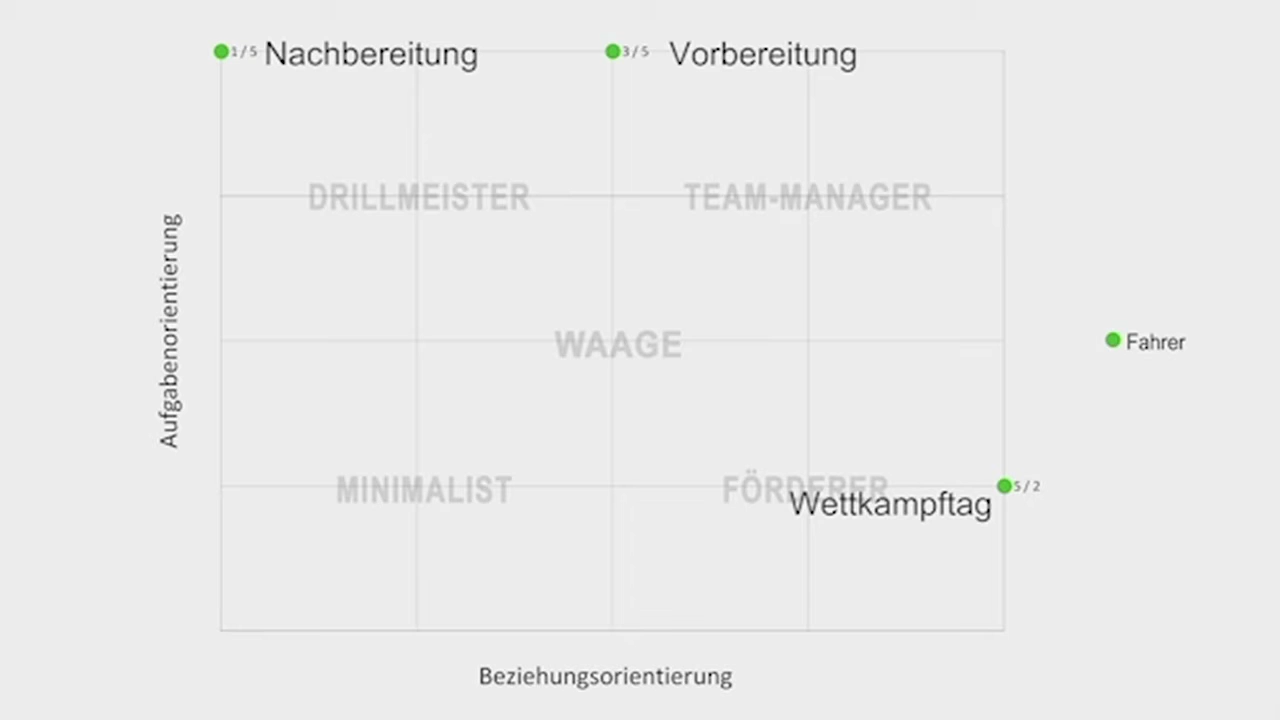 1 / 5 Nachbereitung
3 / 5 Vorbereitung
DRILLMEISTER
TEAM-MANAGER
Aufgabenorientierung
WAAGE
Fahrer
MINIMALIST
FÖRDERER
5 / 2
Wettkampftag
Beziehungsorientierung